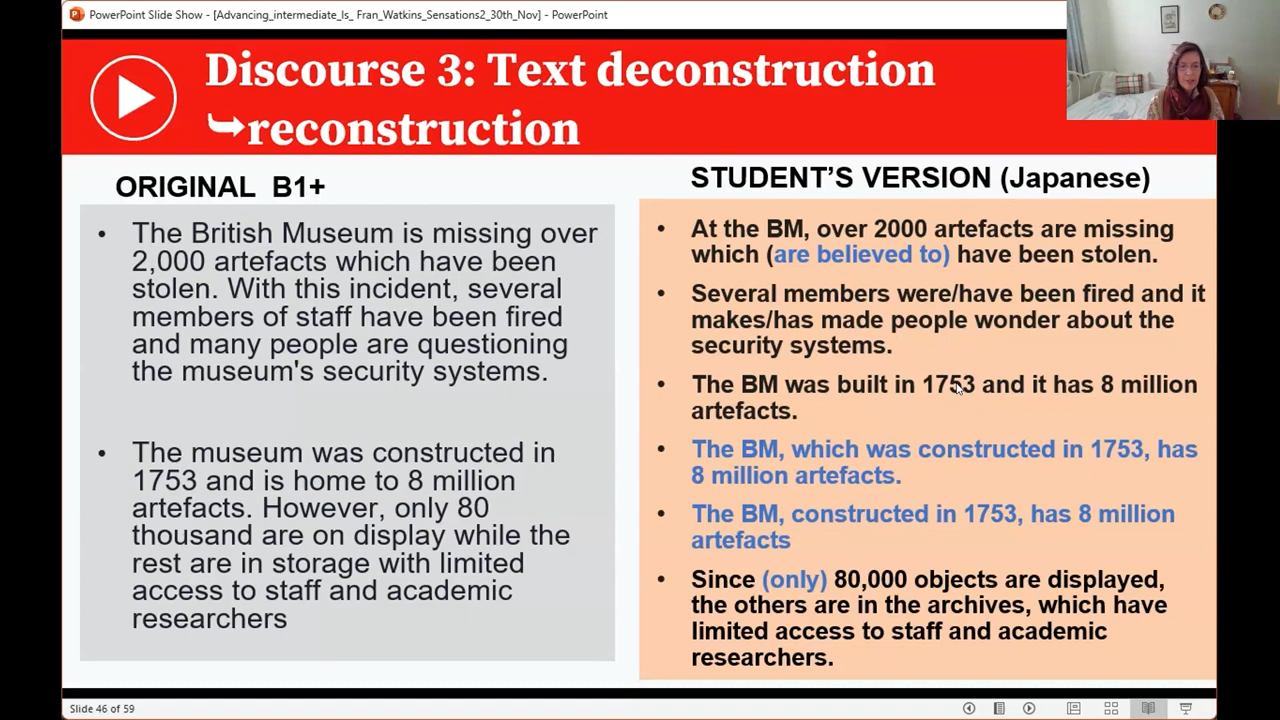 PowerPoint Slide Show - [Advancing_intermediate_ls_ Fran_Watkins_Sensations2_30th_Nov] - PowerPoint
Discourse 3: Text deconstruction
↪reconstruction
ORIGINAL B1+
• The British Museum is missing over
2,000 artefacts which have been
stolen. With this incident, several
members of staff have been fired
and many people are questioning
the museum's security systems.
• The museum was constructed in
1753 and is home to 8 million
artefacts. However, only 80
thousand are on display while the
rest are in storage with limited
access to staff and academic
researchers
STUDENT'S VERSION (Japanese)
• At the BM, over 2000 artefacts are missing
which (are believed to) have been stolen.
• Several members were/have been fired and it
makes/has made people wonder about the
security systems.
• The BM was built in 1753 and it has 8 million
artefacts.
• The BM, which was constructed in 1753, has
8 million artefacts.
• The BM, constructed in 1753, has 8 million
artefacts
• Since (only) 80,000 objects are displayed,
the others are in the archives, which have
limited access to staff and academic
researchers.
Slide 46 of 59